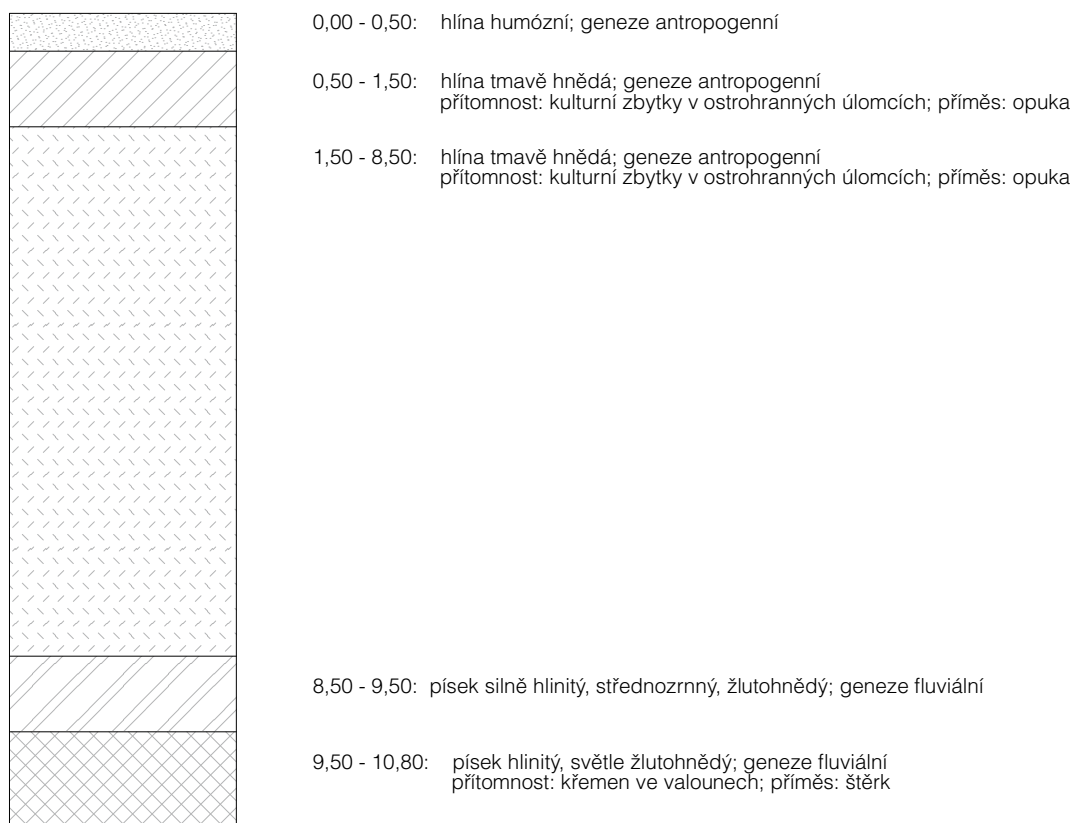 0,00 - 0,50: hlína humózní; geneze antropogenní
0,50 - 1,50: hlína tmavě hnědá; geneze antropogenní
přítomnost: kulturní zbytky v ostrohranných úlomcích; příměs: opuka
1,50 - 8,50: hlína tmavě hnědá; geneze antropogenní
přítomnost: kulturní zbytky v ostrohranných úlomcích; příměs: opuka
8,50 - 9,50: písek silně hlinitý, střednozrnný, žlutohnědý; geneze fluviální
9,50 - 10,80: písek hlinitý, světle žlutohnědý; geneze fluviální
přítomnost: křemen ve valounech; příměs: štěrk